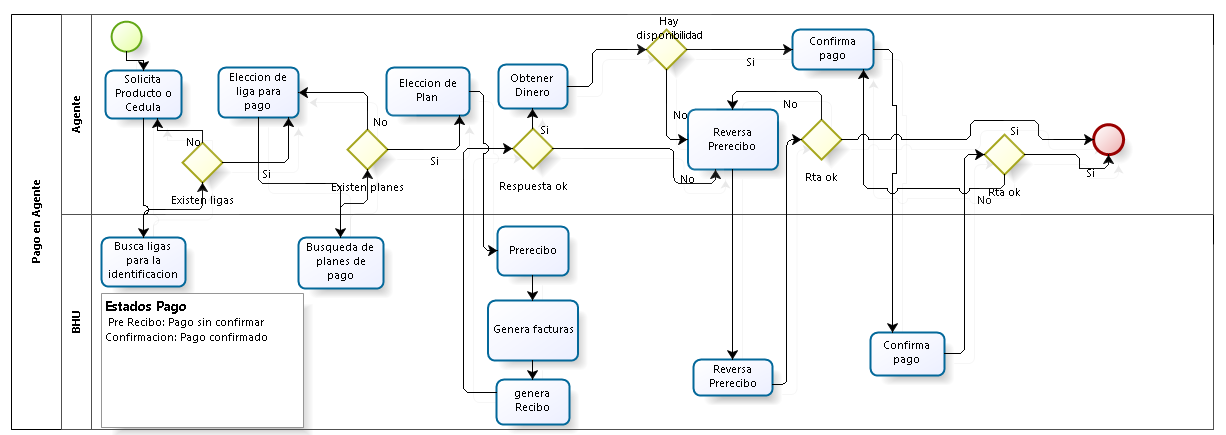 Pago en Agente
Agente
Solicita
Producto o
Cedula
No
Existen ligas
Si
Eleccion de
liga para
pago
No
Existen planes
Si
Eleccion de
Plan
Obtener
Dinero
Si
Respuesta ok
No
Hay
disponibilidad
Si
No
Reversa
Prerecibo
No
Rta ok
Si
Confirma
pago
Rta ok
No
Si
BHU
Busca ligas
para la
identificacion
Busqueda de
planes de
pago
Prerecibo
Genera facturas
genera
Recibo
Reversa
Prerecibo
Confirma
pago
Estados Pago
Pre Recibo: Pago sin confirmar
Confirmacion: Pago confirmado